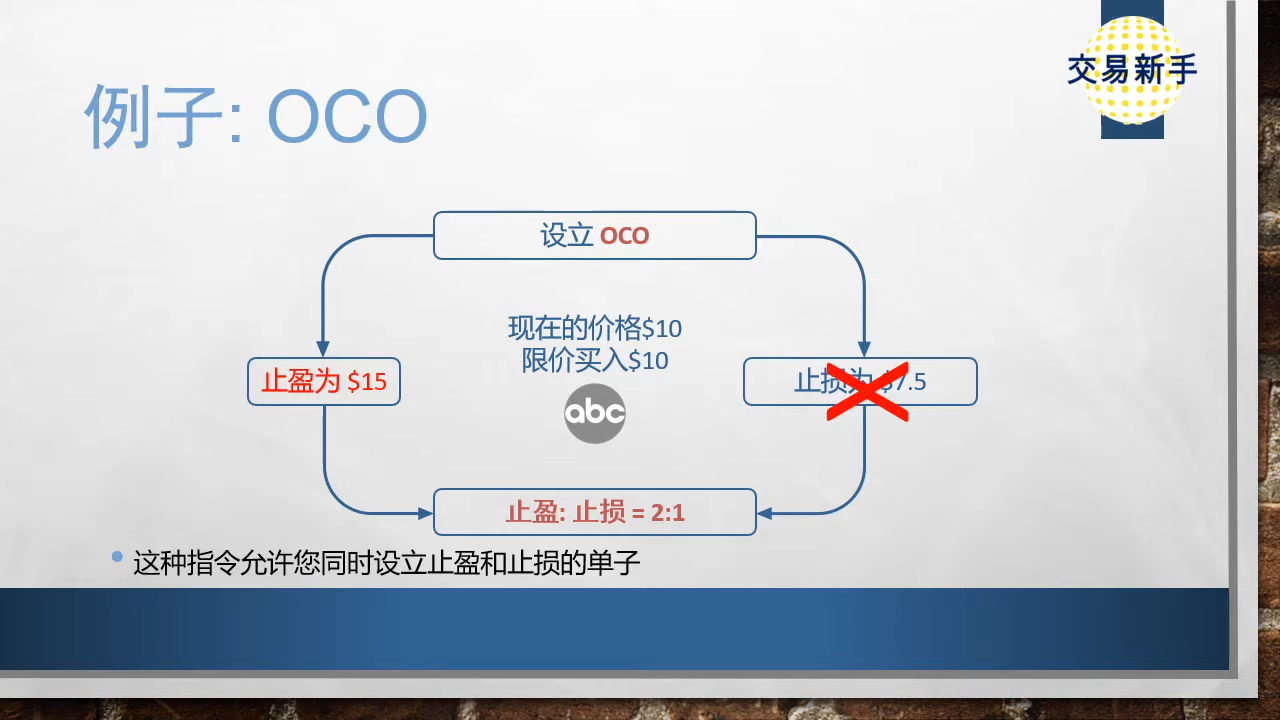 交易新手
例子: OCO
设立 OCO
现在的价格$10
限价买入$10
止盈为 $15
止损为 $7.5
abc
止盈: 止损 = 2:1
这种指令允许您同时设立止盈和止损的单子